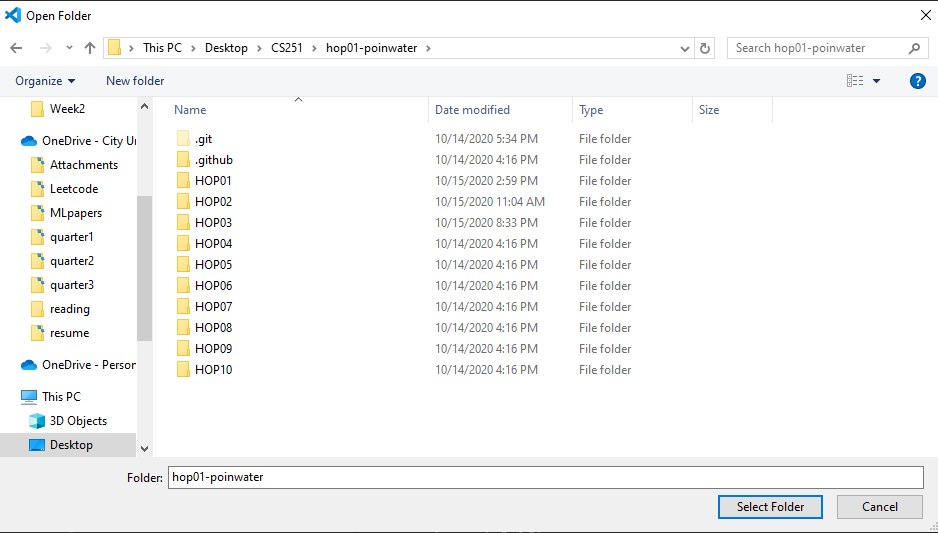 Open Folder
This PC Desktop CS251 hop01-poinwater Search hop01-poinwater
Organize New folder
Name Date modified Type Size
Week2
OneDrive - City Ur
Attachments
Leetcode
MLpapers
quarter1
quarter2
quarter3
reading
resume
OneDrive - Person
This PC
3D Objects
Desktop
.git 10/14/2020 5:34 PM File folder
.github 10/14/2020 4:16 PM File folder
HOP01 10/15/2020 2:59 PM File folder
HOP02 10/15/2020 11:04 AM File folder
HOP03 10/15/2020 8:33 PM File folder
HOP04 10/14/2020 4:16 PM File folder
HOP05 10/14/2020 4:16 PM File folder
HOP06 10/14/2020 4:16 PM File folder
HOP07 10/14/2020 4:16 PM File folder
HOP08 10/14/2020 4:16 PM File folder
HOP09 10/14/2020 4:16 PM File folder
HOP10 10/14/2020 4:16 PM File folder
Folder: hop01-poinwater
Select Folder Cancel